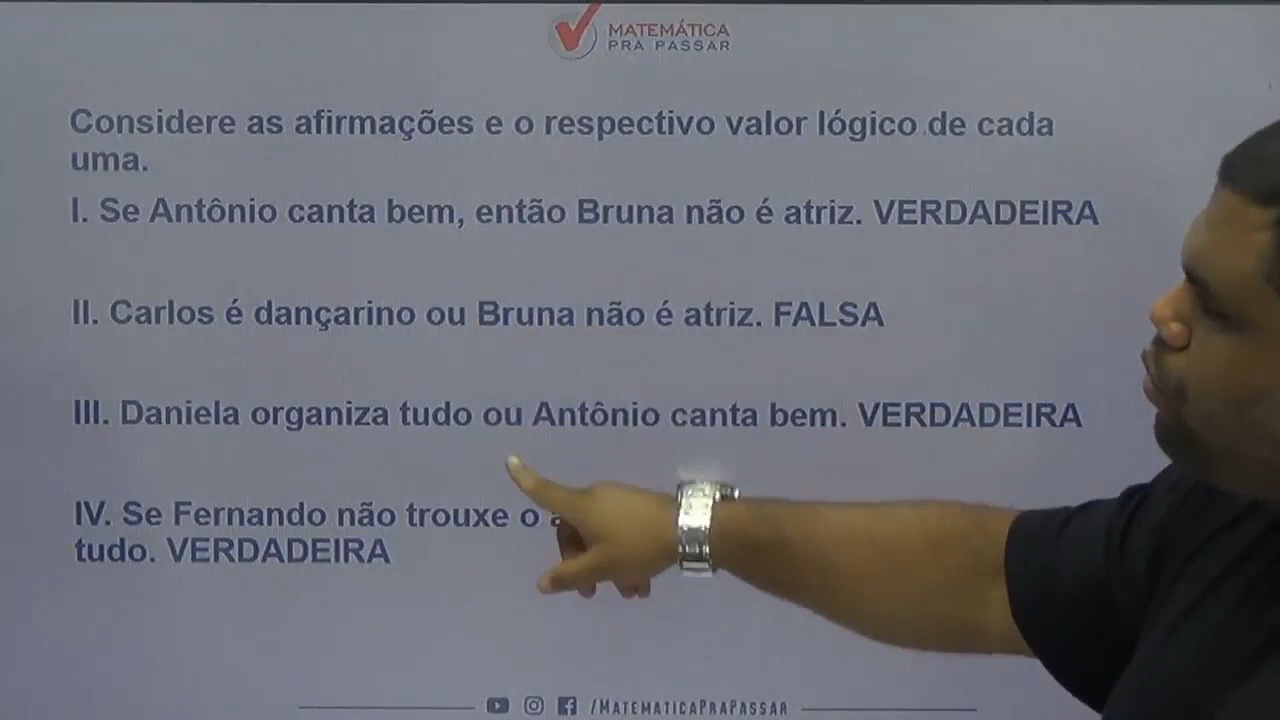 MATEMÁTICA
PRA PASSAR
Considere as afirmações e o respectivo valor lógico de cada
uma.
I. Se Antônio canta bem, então Bruna não é atriz. VERDADEIRA
II. Carlos é dançarino ou Bruna não é atriz. FALSA
III. Daniela organiza tudo ou Antônio canta bem. VERDADEIRA
IV. Se Fernando não trouxe o
tudo. VERDADEIRA
/MATEMATICAPRAPASSAR